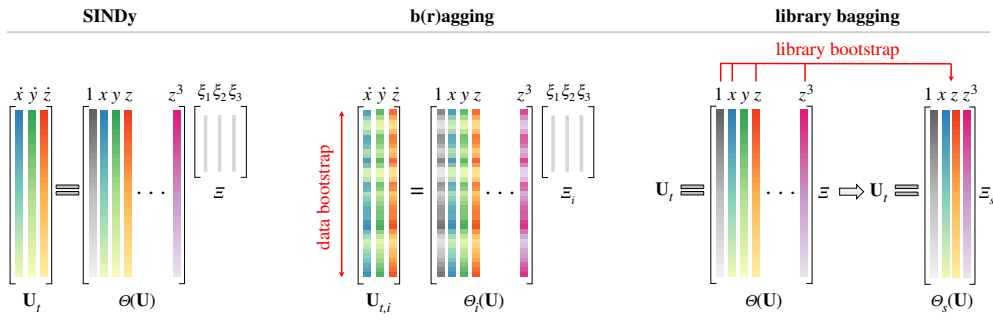 SINDy
ẋ ẏ ż
1 x y z z³
ξ₁ ξ₂ ξ₃
=
. . .
Ξ
U_t
Θ(U)
b(r)agging
data bootstrap
ẋ ẏ ż
1 x y z z³
ξ₁ ξ₂ ξ₃
=
. . .
Ξ_i
U_{t,i}
Θ_i(U)
library bagging
library bootstrap
1 x y z z³
1 x z z³
U_t = . . . Ξ ⇨ U_t = Ξ_s
Θ(U)
Θ_s(U)